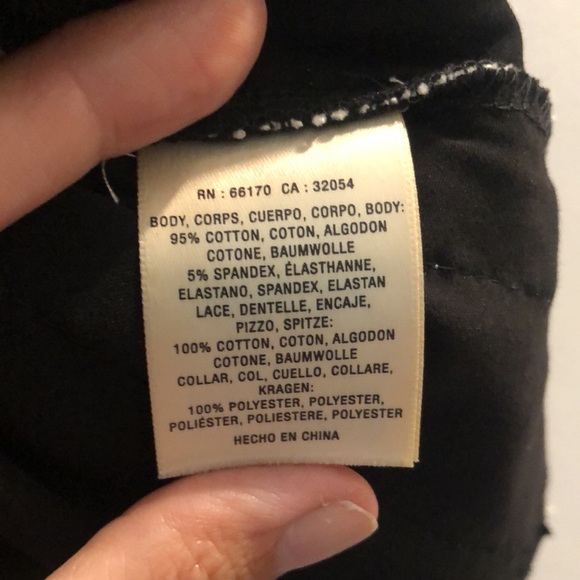 RN : 66170 CA : 32054
BODY, CORPS, CUERPO, CORPO, BODY:
95% COTTON, COTON, ALGODON
COTONE, BAUMWOLLE
5% SPANDEX, ÉLASTHANNE,
ELASTANO, SPANDEX, ELASTAN
LACE, DENTELLE, ENCAJE,
PIZZO, SPITZE:
100% COTTON, COTON, ALGODON
COTONE, BAUMWOLLE
COLLAR, COL, CUELLO, COLLARE,
KRAGEN:
100% POLYESTER, POLYESTER,
POLIÉSTER, POLIESTERE, POLYESTER
HECHO EN CHINA